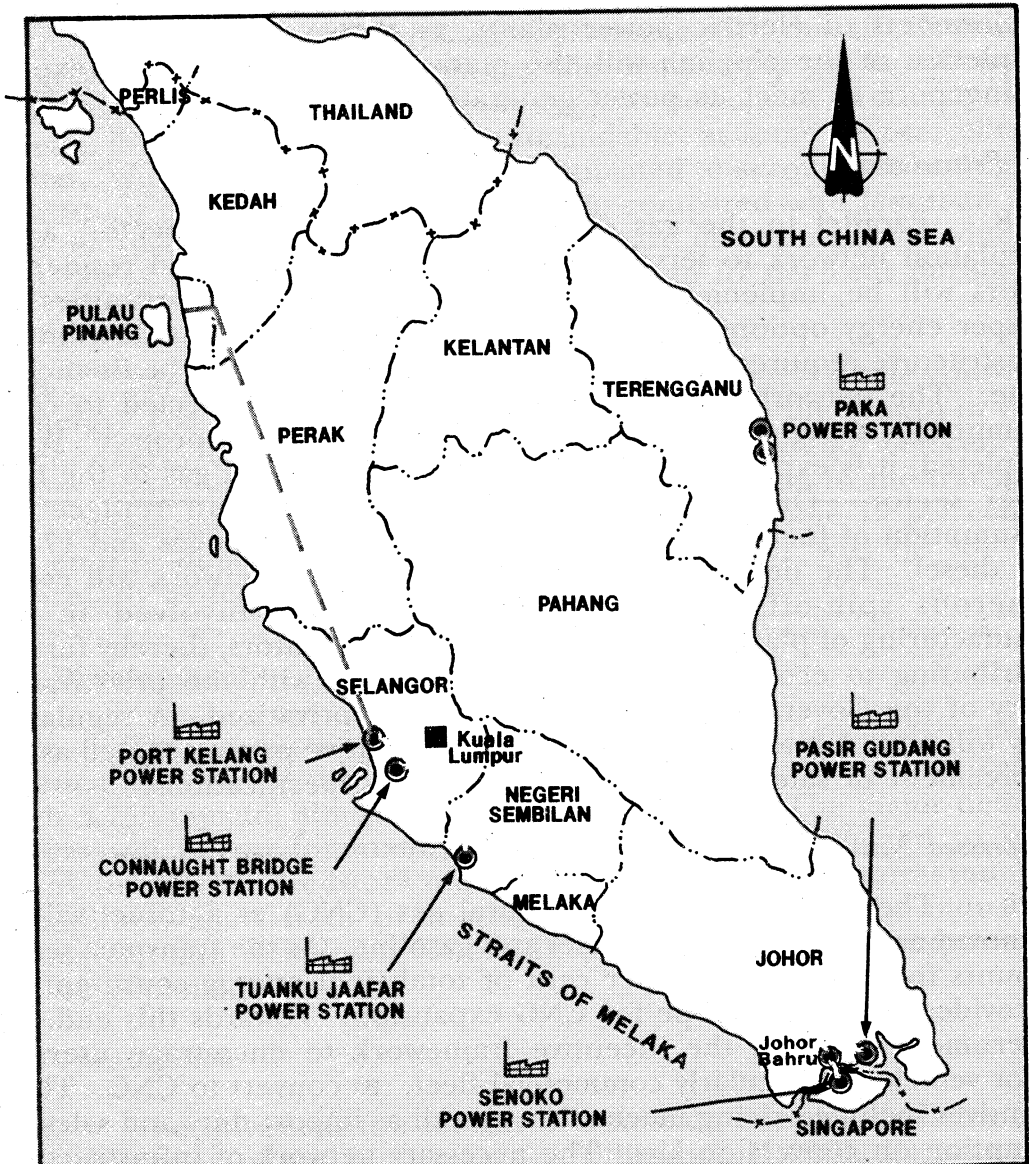 PERLIS
THAILAND
N
KEDAH
SOUTH CHINA SEA
PULAU
PINANG
KELANTAN
TERENGGANU
PAKA
POWER STATION
PERAK
PAHANG
SELANGOR
PORT KELANG
POWER STATION
Kuala
Lumpur
PASIR GUDANG
POWER STATION
NEGERI
SEMBILAN
CONNAUGHT BRIDGE
POWER STATION
MELAKA
STRAITS OF MELAKA
JOHOR
TUANKU JAAFAR
POWER STATION
Johor
Bahru
SENOKO
POWER STATION
SINGAPORE